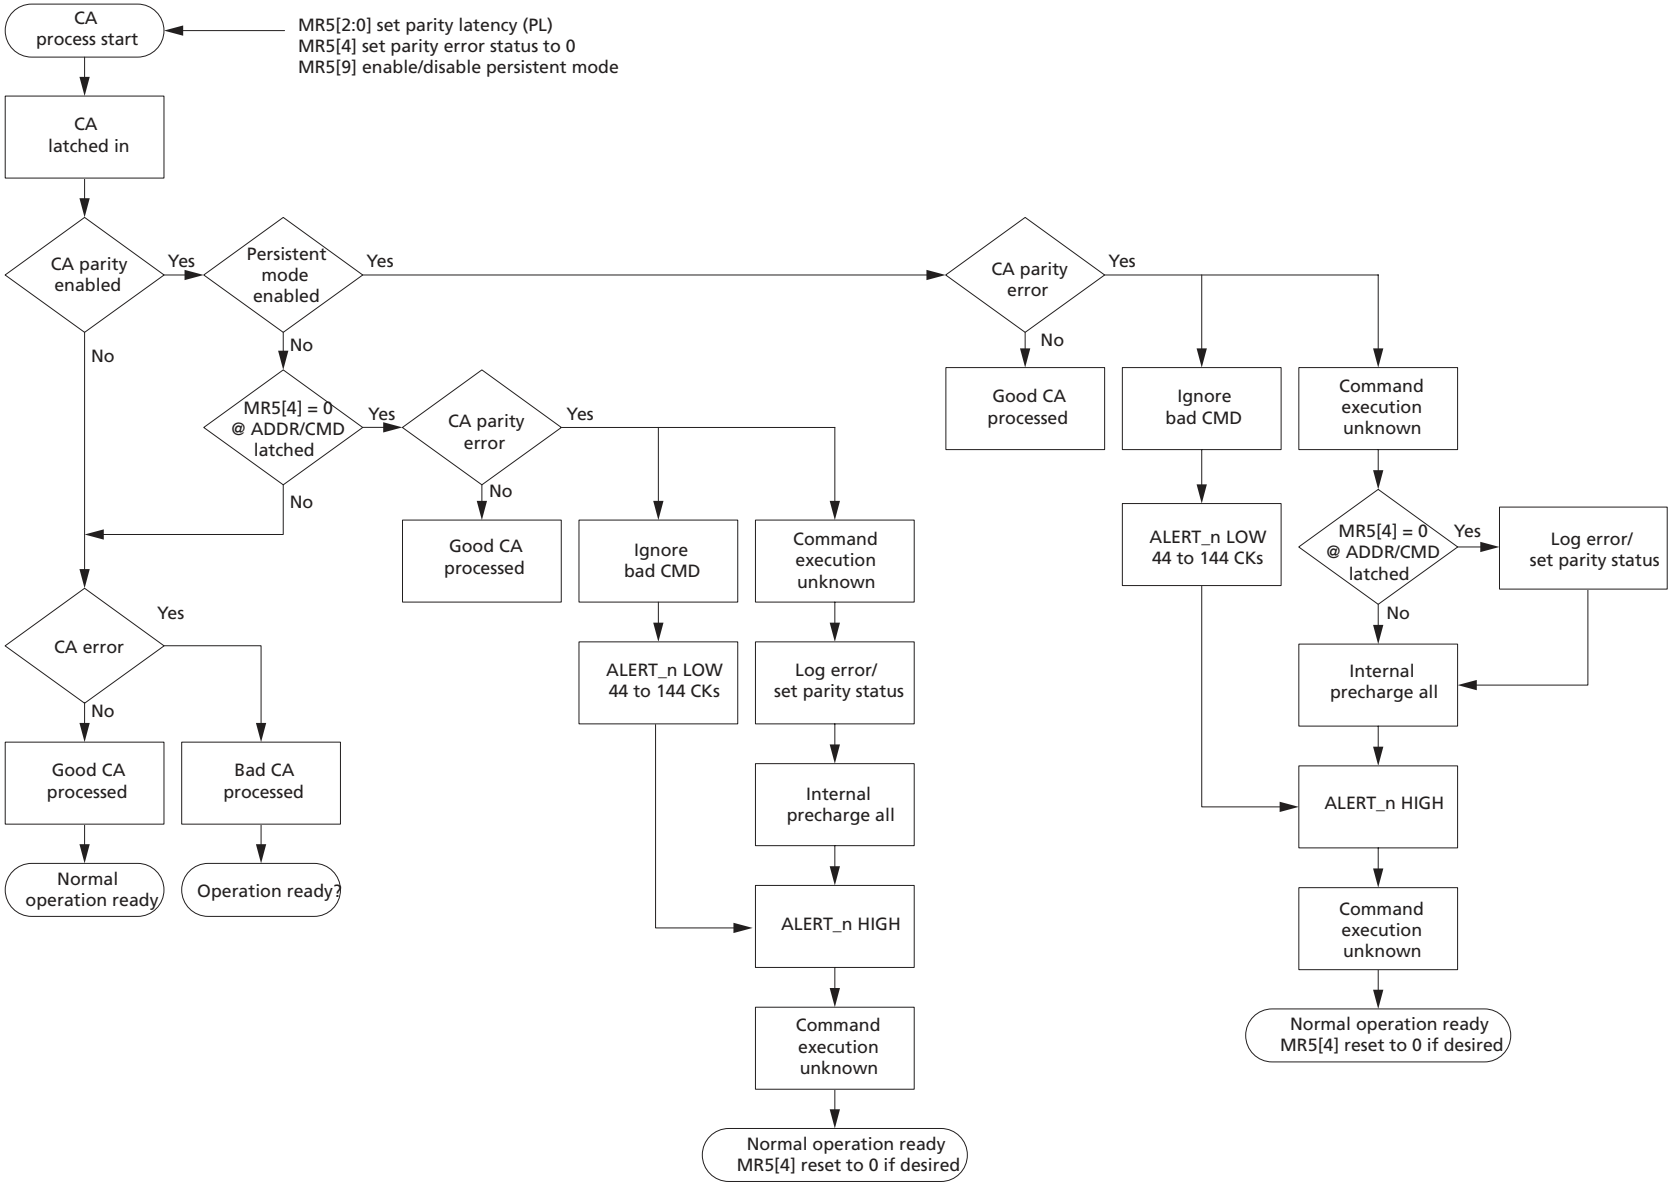 CA
process start
MR5[2:0] set parity latency (PL)
MR5[4] set parity error status to 0
MR5[9] enable/disable persistent mode
CA
latched in
CA parity
enabled
Yes
No
Persistent
mode
enabled
Yes
No
CA parity
error
Yes
No
MR5[4] = 0
@ ADDR/CMD
latched
Yes
No
CA parity
error
Yes
No
Good CA
processed
Ignore
bad CMD
Command
execution
unknown
Good CA
processed
Ignore
bad CMD
Command
execution
unknown
ALERT_n LOW
44 to 144 CKs
MR5[4] = 0
@ ADDR/CMD
latched
Yes
No
Log error/
set parity status
CA error
Yes
No
ALERT_n LOW
44 to 144 CKs
Log error/
set parity status
Internal
precharge all
Good CA
processed
Bad CA
processed
Internal
precharge all
ALERT_n HIGH
Normal
operation ready
Operation ready?
ALERT_n HIGH
Command
execution
unknown
Command
execution
unknown
Normal operation ready
MR5[4] reset to 0 if desired
Normal operation ready
MR5[4] reset to 0 if desired